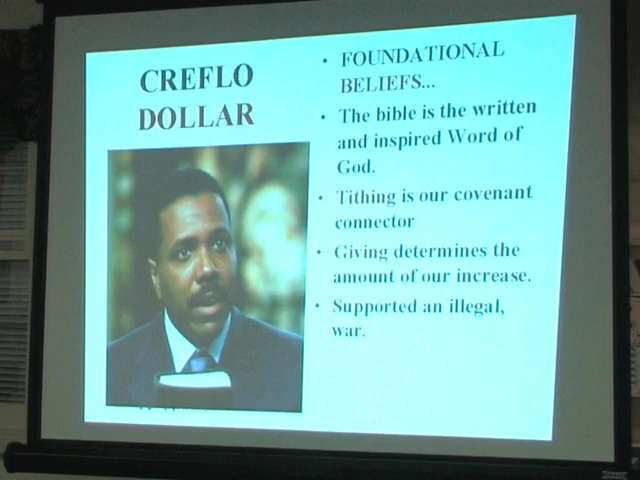 CREFLO
DOLLAR
• FOUNDATIONAL
BELIEFS...
• The bible is the written
and inspired Word of
God.
• Tithing is our covenant
connector
• Giving determines the
amount of our increase.
• Supported an illegal,
war.